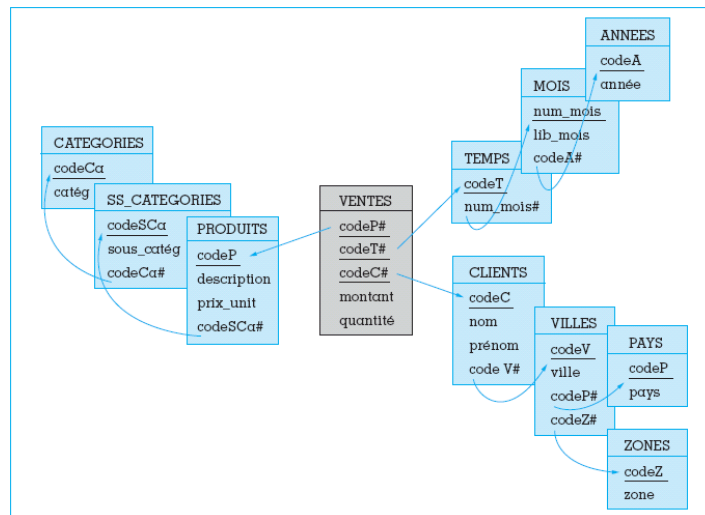 CATEGORIES
codeCa
catég
SS_CATEGORIES
codeSCa
sous_catég
codeCa#
PRODUITS
codeP
description
prix_unit
codeSCa#
VENTES
codeP#
codeT#
codeC#
montant
quantité
TEMPS
codeT
num_mois#
MOIS
num_mois
lib_mois
codeA#
ANNEES
codeA
année
CLIENTS
codeC
nom
prénom
code V#
VILLES
codeV
ville
codeP#
codeZ#
PAYS
codeP
pays
ZONES
codeZ
zone